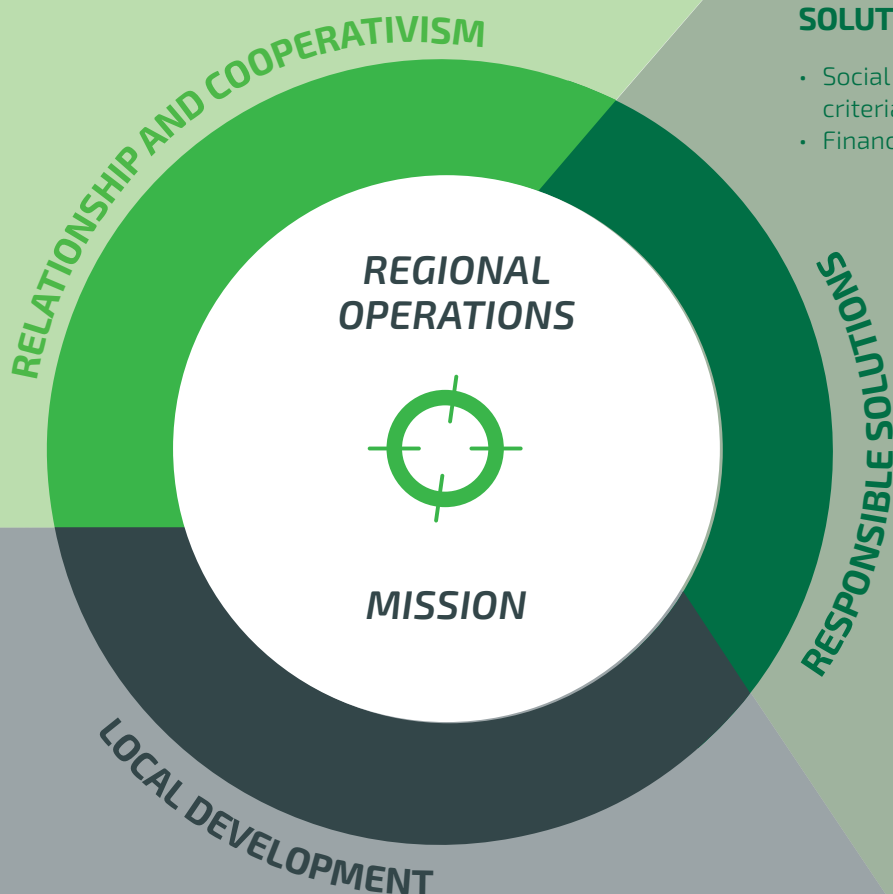 RELATIONSHIP AND COOPERATIVISM
SOLUT
• Social
criteria
• Financ
RESPONSIBLE SOLUTIONS
REGIONAL
OPERATIONS
MISSION
LOCAL DEVELOPMENT